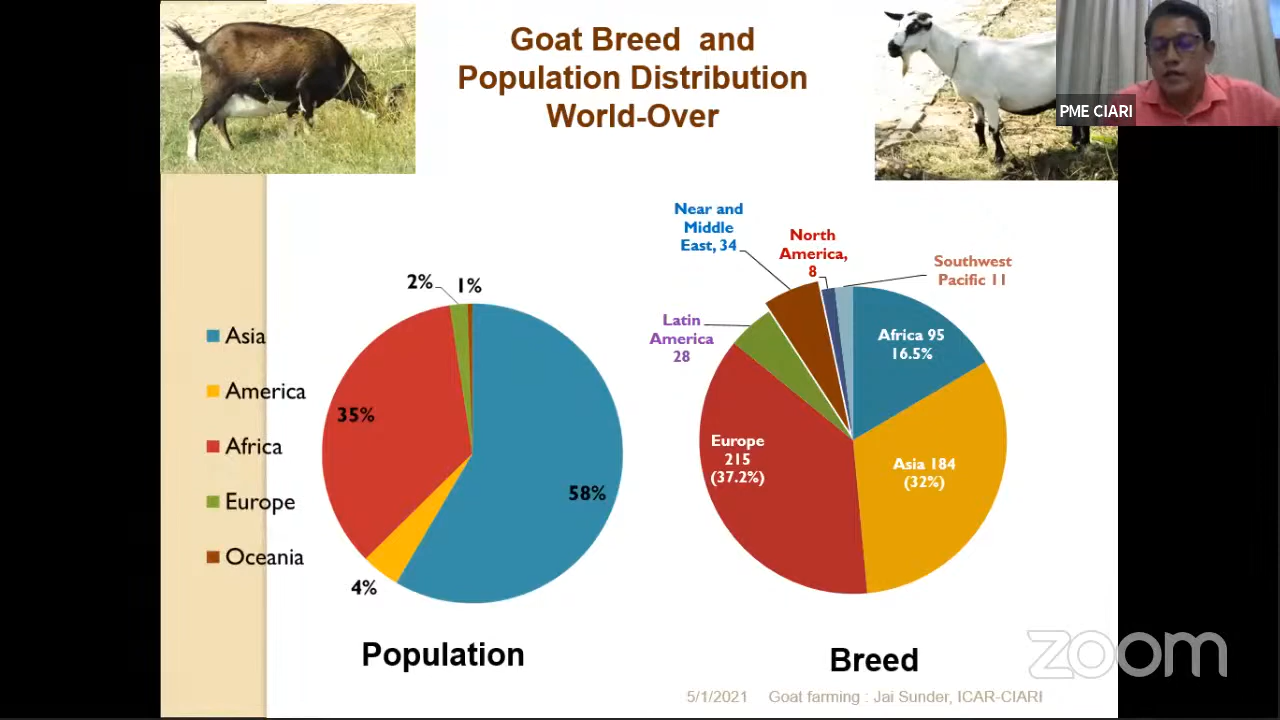 Goat Breed and
Population Distribution
World-Over
PME CIARI
Asia
America
Africa
Europe
Oceania
2%
1%
35%
58%
4%
Population
Near and
Middle
East, 34
North
America,
8
Southwest
Pacific 11
Latin
America
28
Africa 95
16.5%
Europe
215
(37.2%)
Asia 184
(32%)
Breed
5/1/2021 Goat farming : Jai Sunder, ICAR-CIARI
zoom